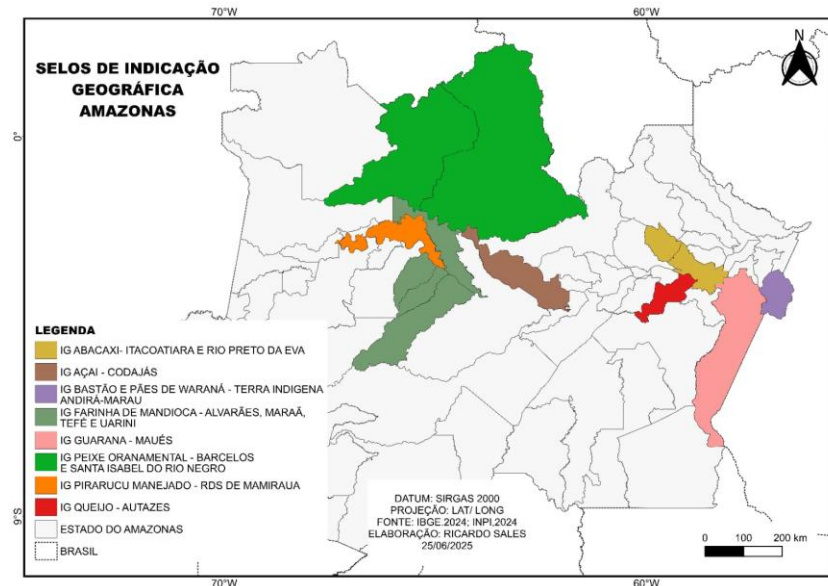 70°W
60°W
SELOS DE INDICAÇÃO
GEOGRÁFICA
AMAZONAS
N
0°
LEGENDA
IG ABACAXI- ITACOATIARA E RIO PRETO DA EVA
IG AÇAI - CODAJÁS
IG BASTÃO E PÃES DE WARANÁ - TERRA INDIGENA
ANDIRÁ-MARAU
IG FARINHA DE MANDIOCA - ALVARÃES, MARAÃ,
TEFÉ E UARINI
IG GUARANA - MAUÉS
IG PEIXE ORANAMENTAL - BARCELOS
E SANTA ISABEL DO RIO NEGRO
IG PIRARUCU MANEJADO - RDS DE MAMIRAUA
IG QUEIJO - AUTAZES
ESTADO DO AMAZONAS
BRASIL
9°S
DATUM: SIRGAS 2000
PROJEÇÃO: LAT/ LONG
FONTE: IBGE.2024; INPI,2024
ELABORAÇÃO: RICARDO SALES
25/06/2025
0 100 200 km
70°W
60°W